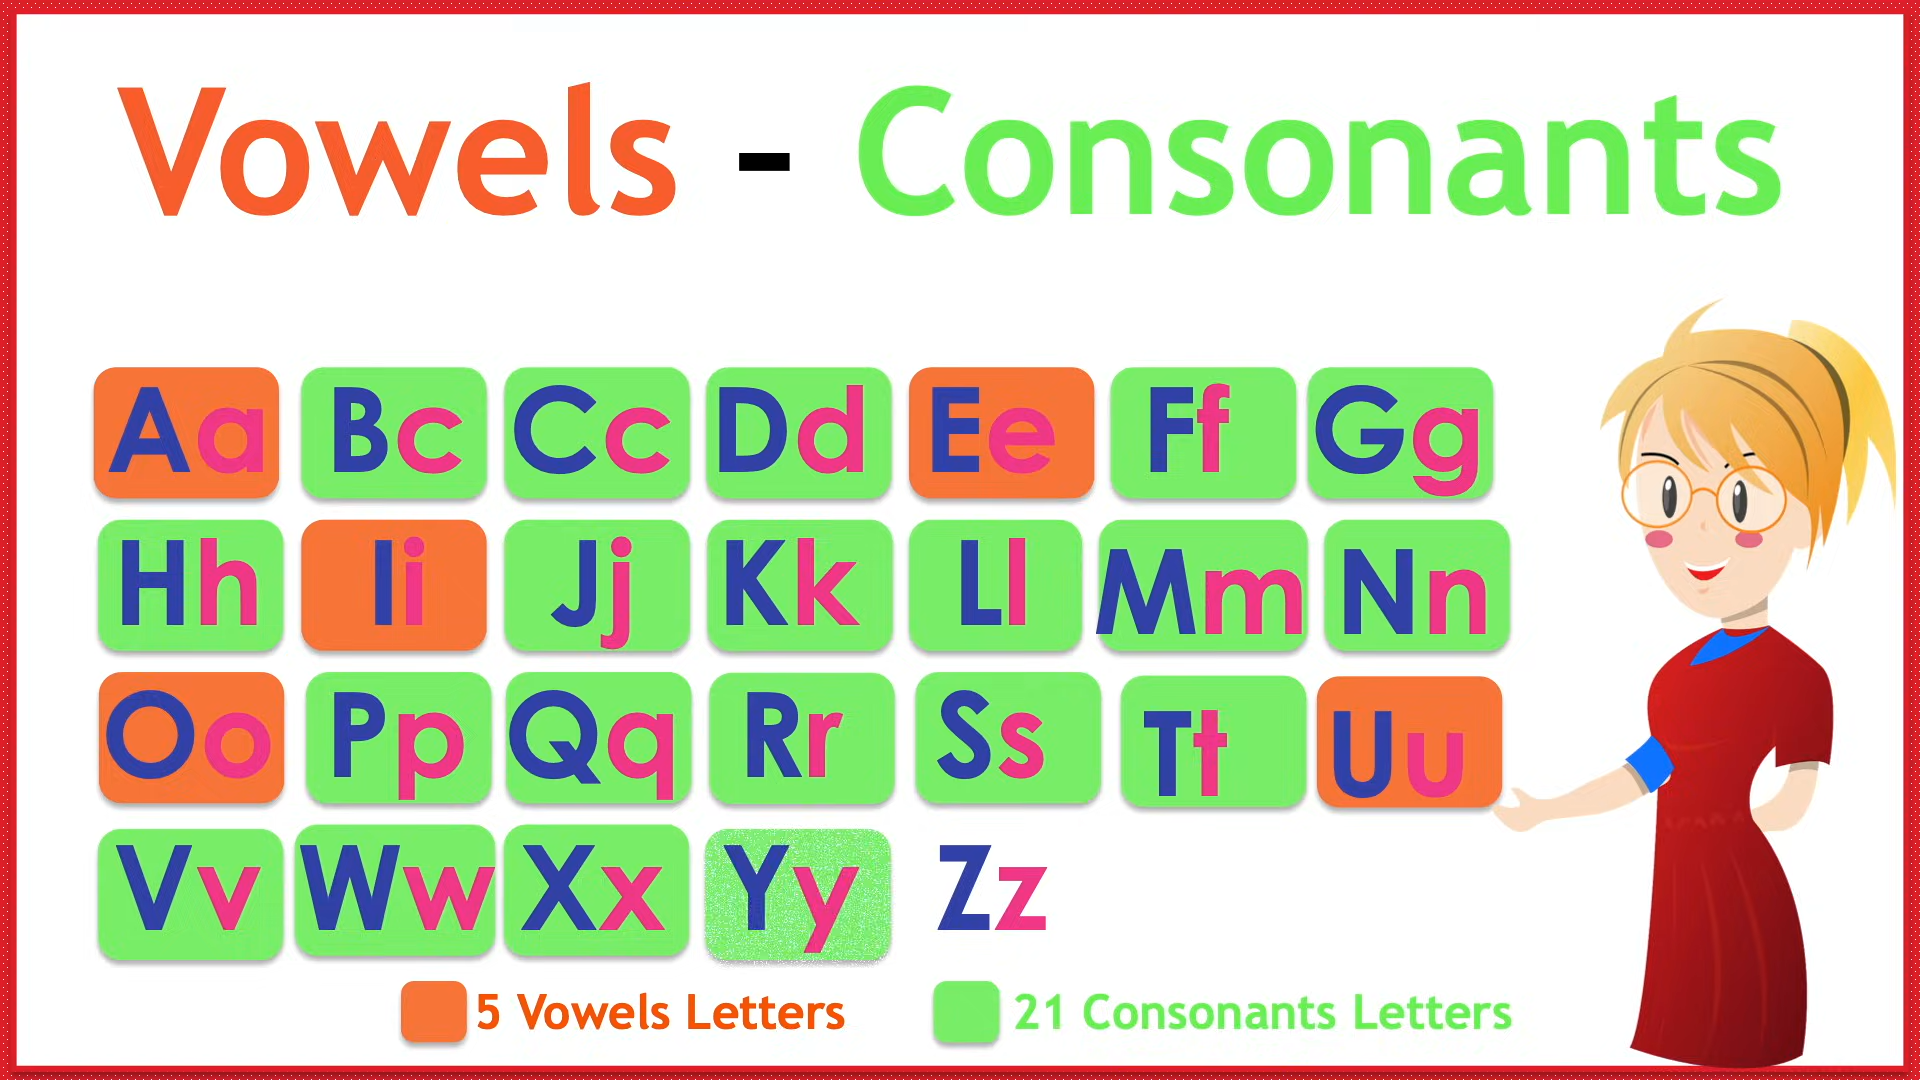 Vowels - Consonants
Aa Bc Cc Dd Ee Ff Gg
Hh Ii Jj Kk Ll Mm Nn
Oo Pp Qq Rr Ss Tt Uu
Vv Ww Xx Yy Zz
5 Vowels Letters 21 Consonants Letters